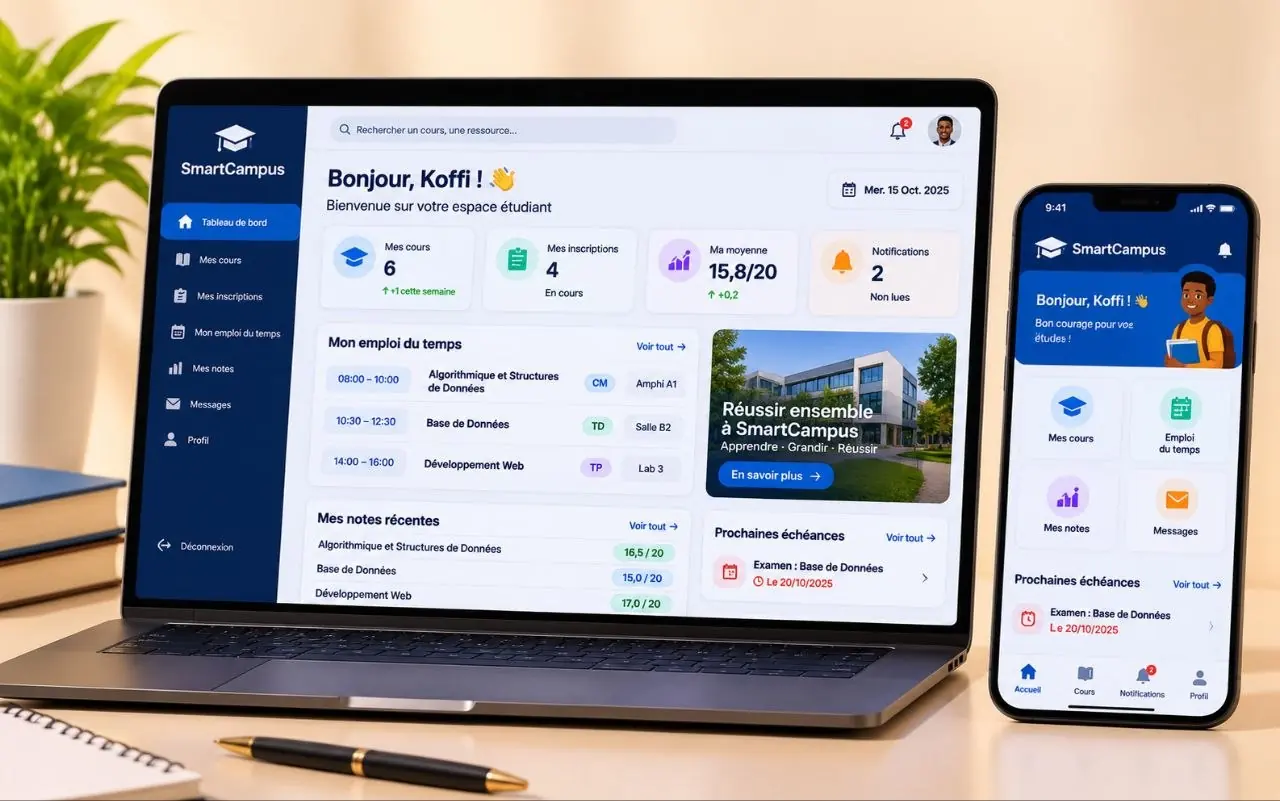 SmartCampus
Rechercher un cours, une ressource...
2
Bonjour, Koffi ! 👋
Bienvenue sur votre espace étudiant
Mer. 15 Oct. 2025
Tableau de bord
Mes cours
Mes inscriptions
Mon emploi du temps
Mes notes
Messages
Profil
Déconnexion
Mes cours
6
↑ +1 cette semaine
Mes inscriptions
4
En cours
Ma moyenne
15,8/20
↑ +0,2
Notifications
2
Non lues
Mon emploi du temps
Voir tout →
08:00 – 10:00 Algorithmique et Structures de Données CM Amphi A1
10:30 – 12:30 Base de Données TD Salle B2
14:00 – 16:00 Développement Web TP Lab 3
Réussir ensemble
à SmartCampus
Apprendre · Grandir · Réussir
En savoir plus →
Mes notes récentes
Voir tout →
Algorithmique et Structures de Données 16,5 / 20
Base de Données 15,0 / 20
Développement Web 17,0 / 20
Prochaines échéances
Voir tout →
Examen : Base de Données
Le 20/10/2025
9:41
SmartCampus
Bonjour, Koffi ! 👋
Bon courage pour vos
études !
Mes cours
Emploi
du temps
Mes notes
Messages
Prochaines échéances
Voir tout →
Examen : Base de Données
Le 20/10/2025
2
Accueil
Cours
Notifications
Profil